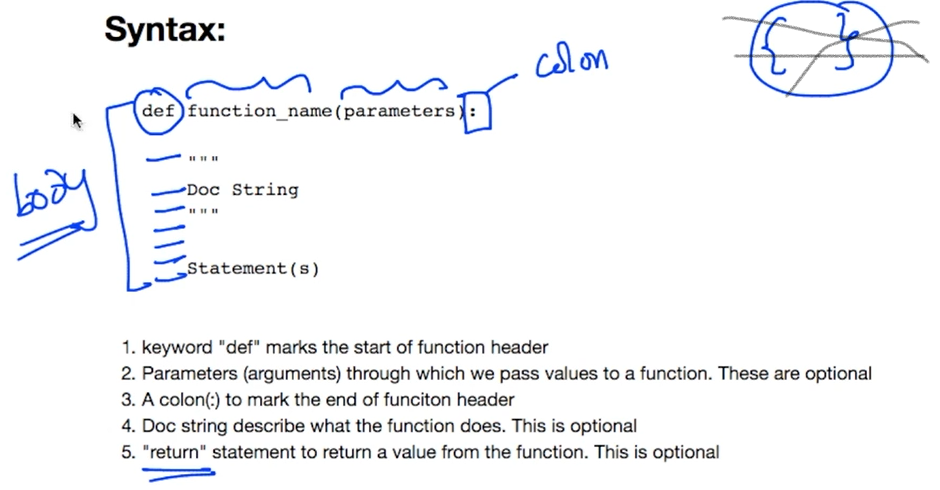 Syntax:
{ }
colon
def function_name(parameters):
"""
body
Doc String
"""
Statement(s)
1. keyword "def" marks the start of function header
2. Parameters (arguments) through which we pass values to a function. These are optional
3. A colon(:) to mark the end of funciton header
4. Doc string describe what the function does. This is optional
5. "return" statement to return a value from the function. This is optional